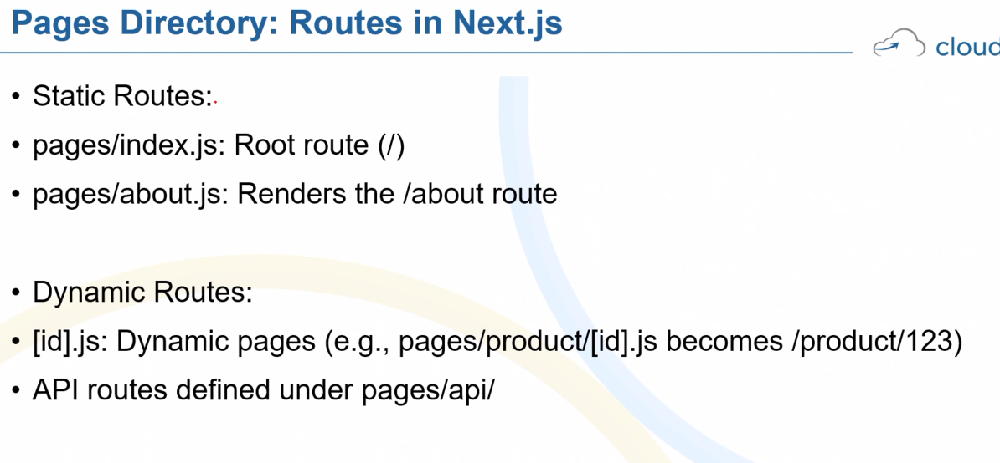 Pages Directory: Routes in Next.js
cloud
• Static Routes:
• pages/index.js: Root route (/)
• pages/about.js: Renders the /about route
• Dynamic Routes:
• [id].js: Dynamic pages (e.g., pages/product/[id].js becomes /product/123)
• API routes defined under pages/api/